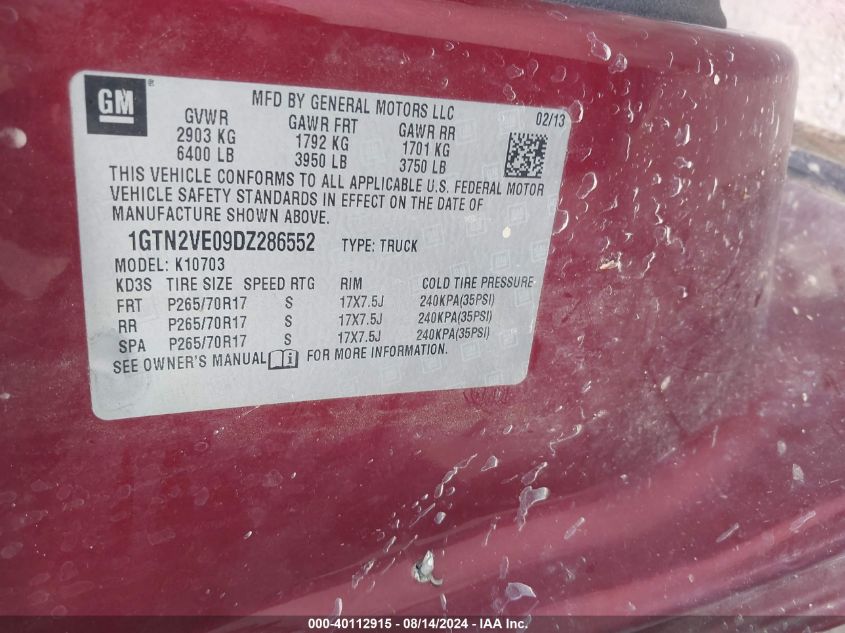 GM ®
MFD BY GENERAL MOTORS LLC
02/13
GVWR GAWR FRT GAWR RR
2903 KG 1792 KG 1701 KG
6400 LB 3950 LB 3750 LB
THIS VEHICLE CONFORMS TO ALL APPLICABLE U.S. FEDERAL MOTOR
VEHICLE SAFETY STANDARDS IN EFFECT ON THE DATE OF
MANUFACTURE SHOWN ABOVE.
1GTN2VE09DZ286552 TYPE: TRUCK
MODEL: K10703
KD3S TIRE SIZE SPEED RTG RIM COLD TIRE PRESSURE
FRT P265/70R17 S 17X7.5J 240KPA(35PSI)
RR P265/70R17 S 17X7.5J 240KPA(35PSI)
SPA P265/70R17 S 17X7.5J 240KPA(35PSI)
SEE OWNER'S MANUAL i FOR MORE INFORMATION.
000-40112915 - 08/14/2024 - IAA Inc.